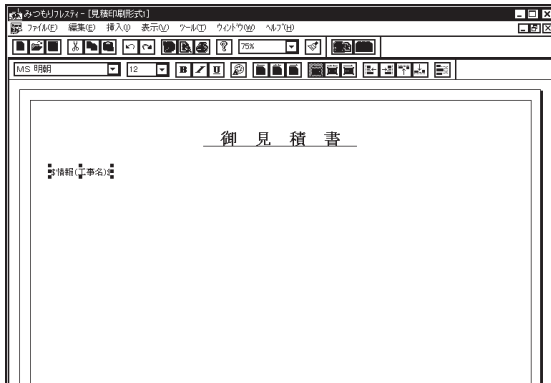 みつもりフレスティ - [見積印刷形式1]
ファイル(F) 編集(E) 挿入(I) 表示(V) ツール(T) ウィンドウ(W) ヘルプ(H)
75%
MS 明朝 12 B I U
御 見 積 書
$情報(工事名)$